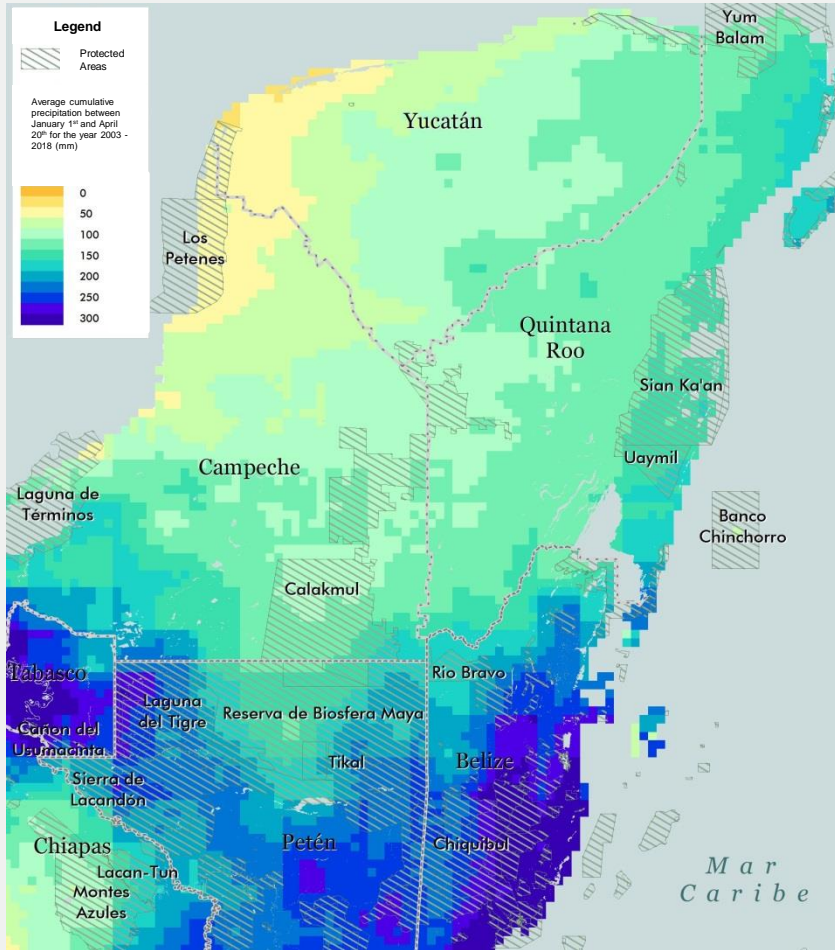 Legend
Protected
Areas
Average cumulative
precipitation between
January 1st and April
20th for the year 2003 -
2018 (mm)
0
50
100
150
200
250
300
Yum
Balam
Yucatán
Los
Petenes
Quintana
Roo
Sian Ka'an
Campeche
Uaymil
Laguna de
Términos
Banco
Chinchorro
Calakmul
Tabasco
Rio Bravo
Laguna
del Tigre
Reserva de Biosfera Maya
Cañon del
Usumacinta
Tikal
Belize
Sierra de
Lacandón
Chiapas
Petén
Chiquibul
Lacan-Tun
Montes
Azules
Mar
Caribe